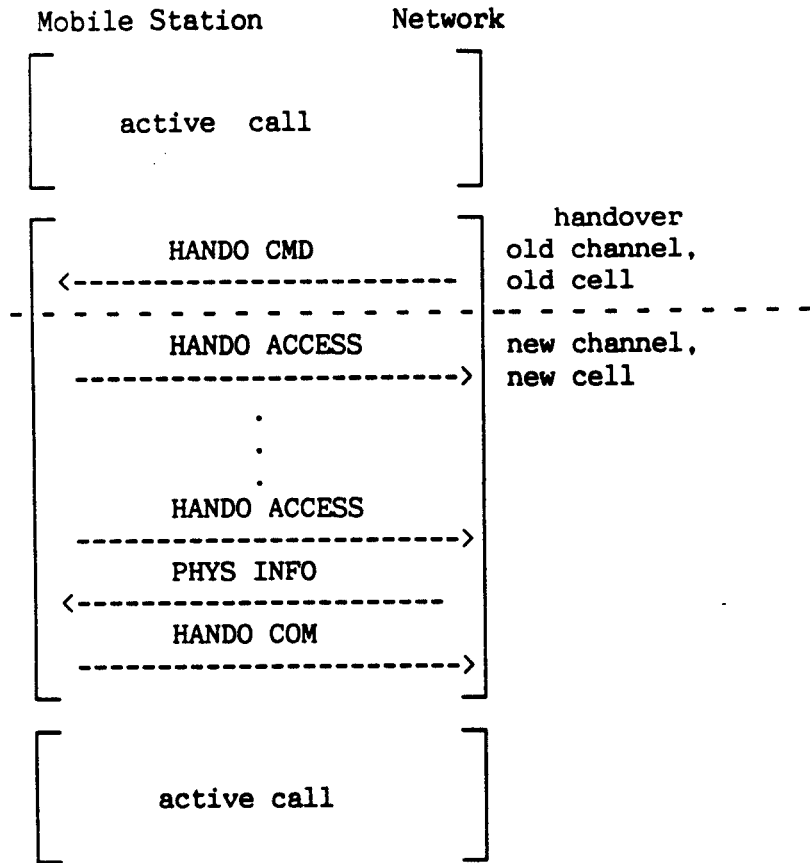 Mobile Station Network
active call
handover
HANDO CMD old channel,
old cell
HANDO ACCESS new channel,
new cell
HANDO ACCESS
PHYS INFO
HANDO COM
active call